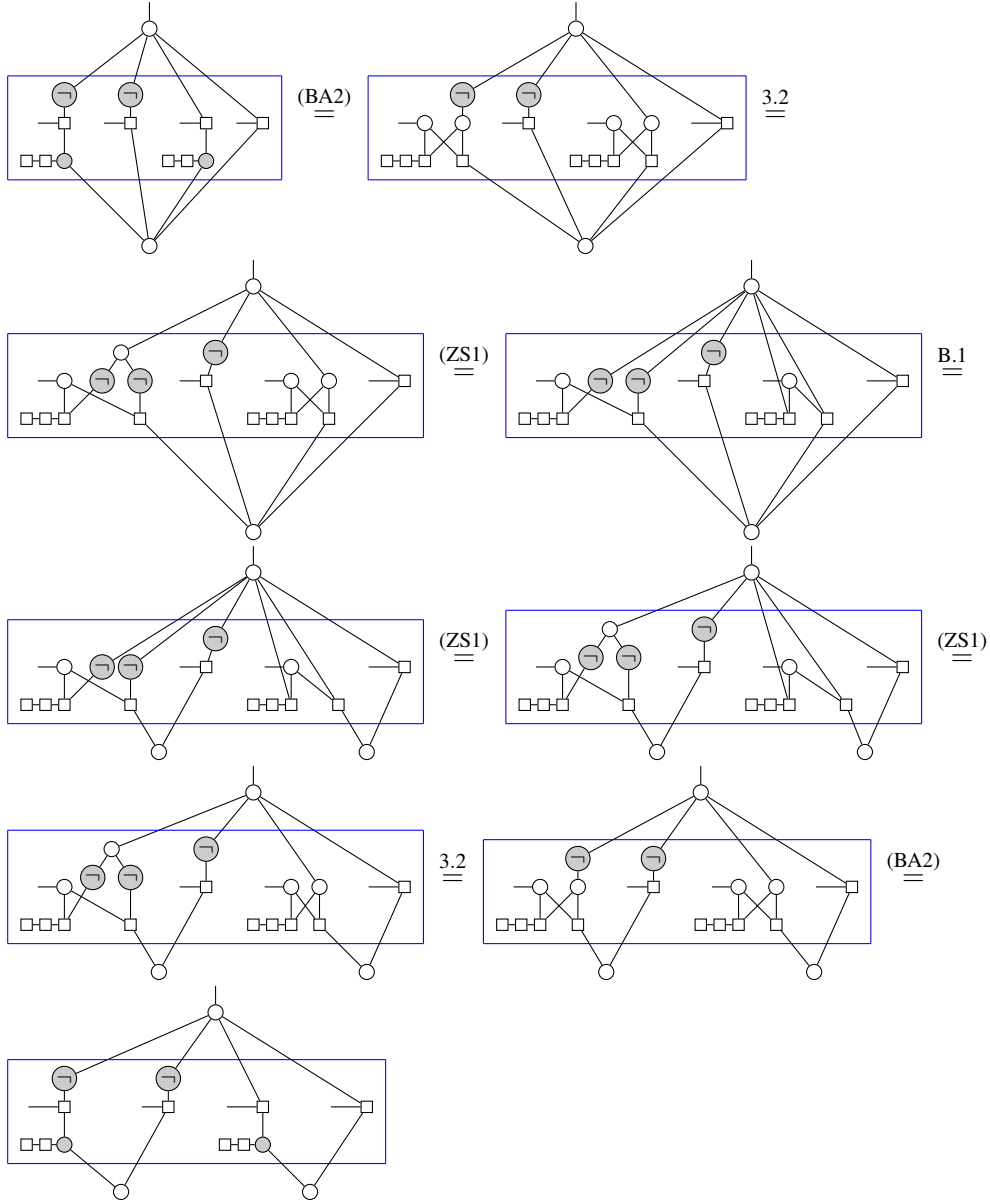 ¬ ¬ (BA2) = ¬ ¬ 3.2 =
¬ ¬ ¬ (ZS1) = ¬ ¬ ¬ B.1 =
¬ ¬ ¬ (ZS1) = ¬ ¬ ¬ (ZS1) =
¬ ¬ ¬ 3.2 = ¬ ¬ (BA2) =
¬ ¬